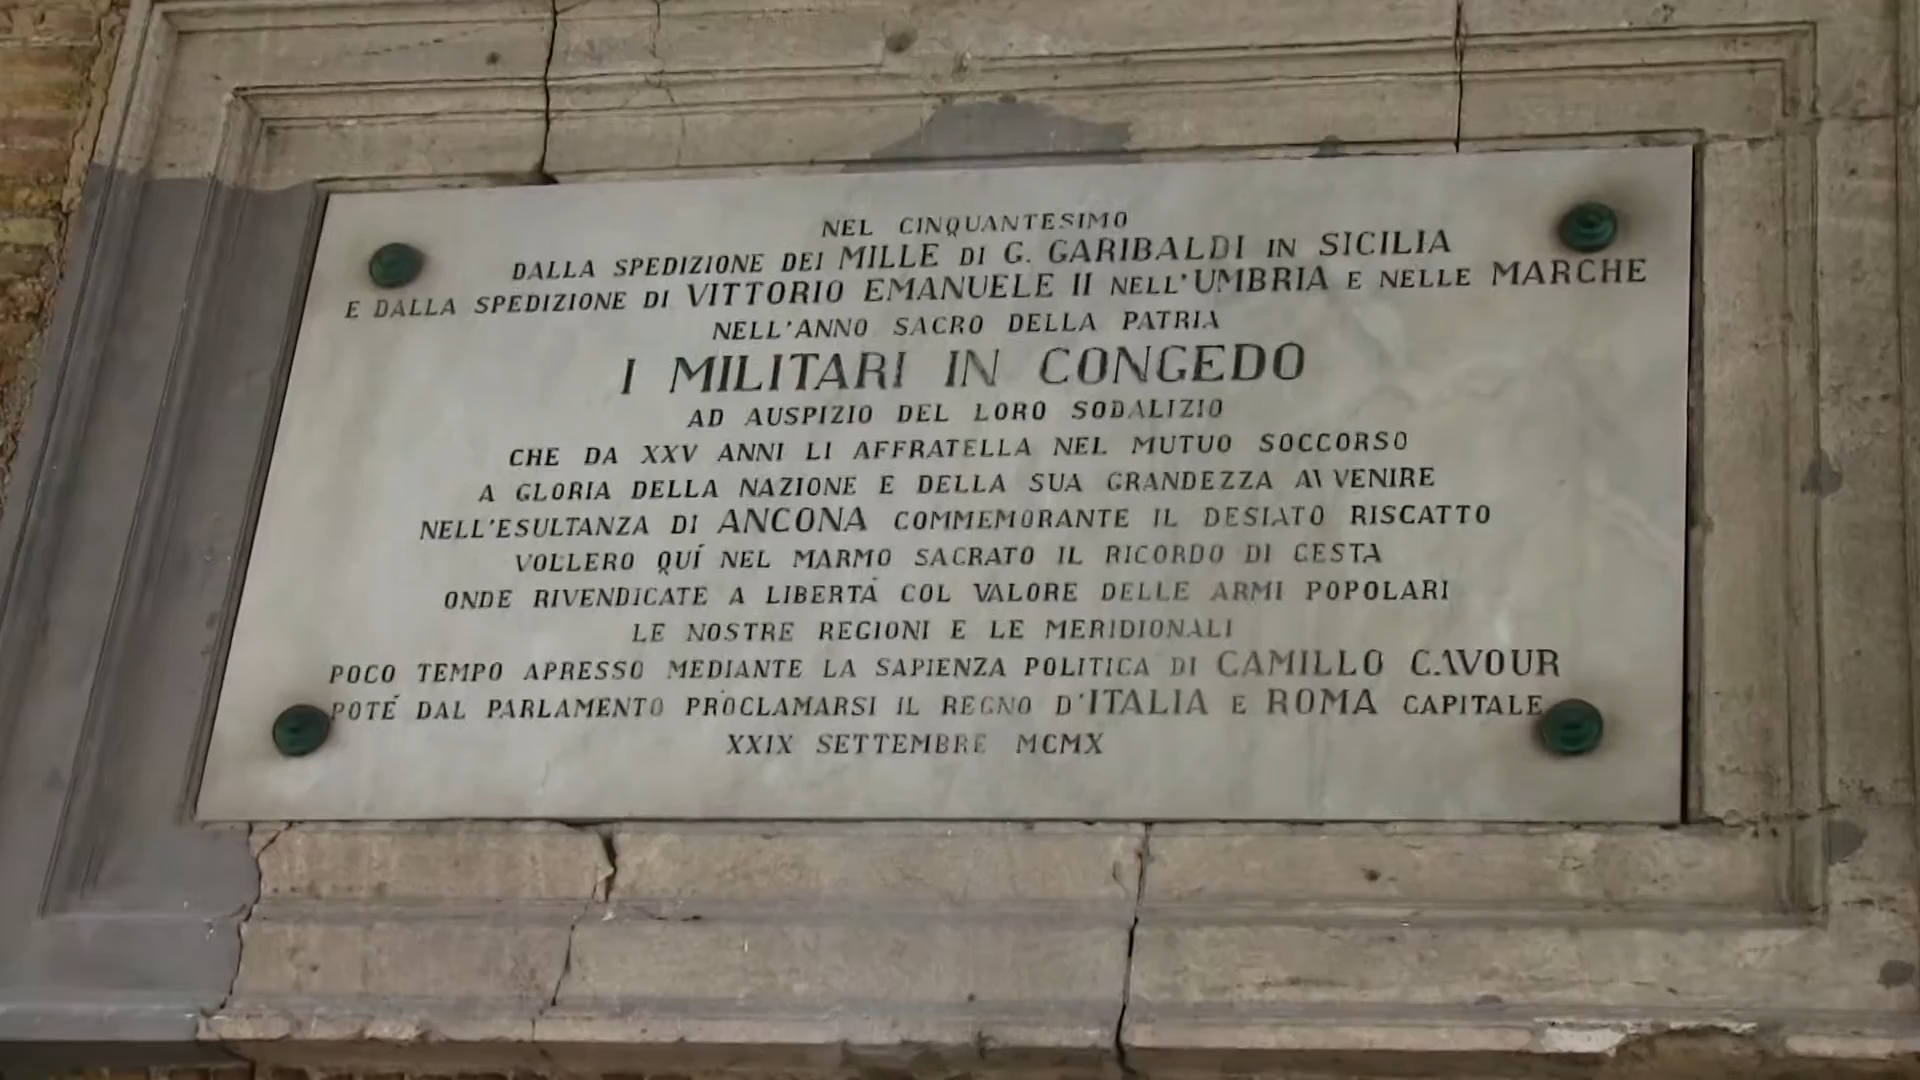 NEL CINQUANTESIMO
DALLA SPEDIZIONE DEI MILLE DI G. GARIBALDI IN SICILIA
E DALLA SPEDIZIONE DI VITTORIO EMANUELE II NELL'UMBRIA E NELLE MARCHE
NELL'ANNO SACRO DELLA PATRIA
I MILITARI IN CONGEDO
AD AUSPIZIO DEL LORO SODALIZIO
CHE DA XXV ANNI LI AFFRATELLA NEL MUTUO SOCCORSO
A GLORIA DELLA NAZIONE E DELLA SUA GRANDEZZA AVVENIRE
NELL'ESULTANZA DI ANCONA COMMEMORANTE IL DESIATO RISCATTO
VOLLERO QUÍ NEL MARMO SACRATO IL RICORDO DI GESTA
ONDE RIVENDICATE A LIBERTÁ COL VALORE DELLE ARMI POPOLARI
LE NOSTRE REGIONI E LE MERIDIONALI
POCO TEMPO APRESSO MEDIANTE LA SAPIENZA POLITICA DI CAMILLO CAVOUR
POTÉ DAL PARLAMENTO PROCLAMARSI IL REGNO D'ITALIA E ROMA CAPITALE
XXIX SETTEMBRE MCMX